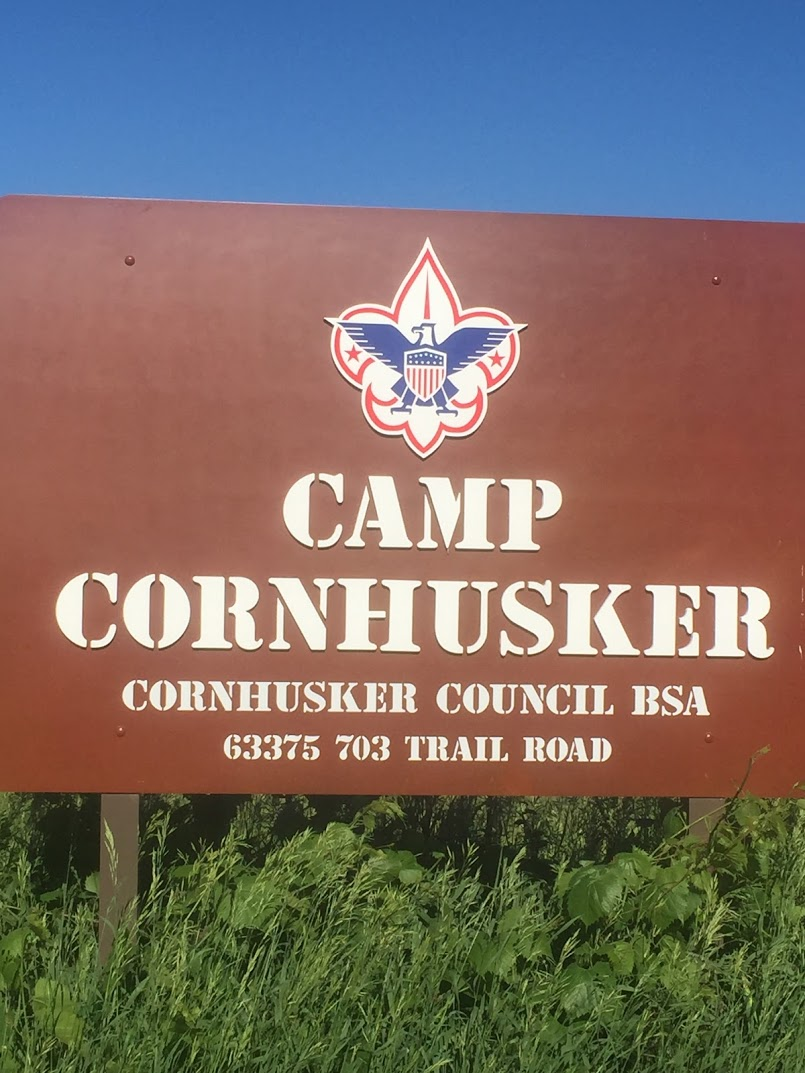 CAMP
CORNHUSKER
CORNHUSKER COUNCIL BSA
63375 703 TRAIL ROAD